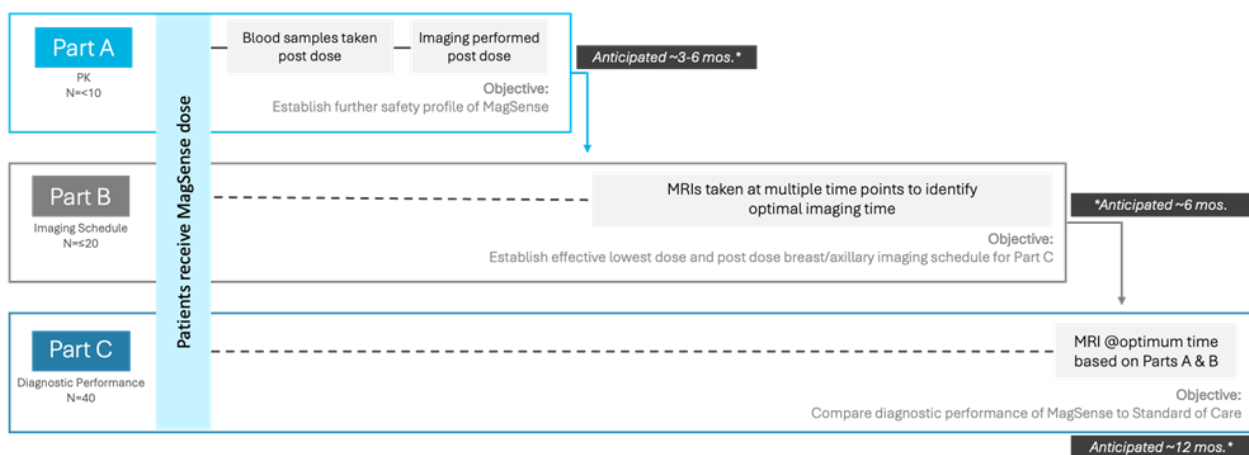 Part A
PK
N=<10
Patients receive MagSense dose
Blood samples taken
post dose
Imaging performed
post dose
Objective:
Establish further safety profile of MagSense
Anticipated ~3-6 mos.*
Part B
Imaging Schedule
N=≤20
MRIs taken at multiple time points to identify
optimal imaging time
Objective:
Establish effective lowest dose and post dose breast/axillary imaging schedule for Part C
*Anticipated ~6 mos.
Part C
Diagnostic Performance
N=40
MRI @optimum time
based on Parts A & B
Objective:
Compare diagnostic performance of MagSense to Standard of Care
Anticipated ~12 mos.*